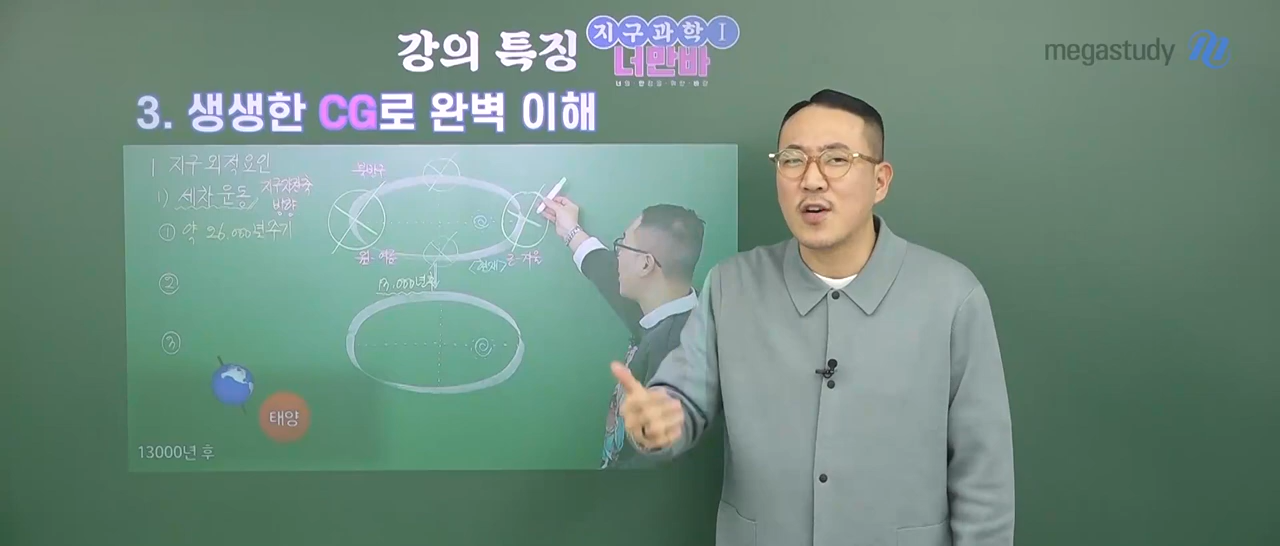 강의 특징
지구과학 I
너만바
megastudy
3. 생생한 CG로 완벽 이해
1 지구 외적 요인
1) 세차 운동 지구 자전축
방향
① 약 26,000년 주기
②
③
북반구
원-여름
<현재>
근-겨울
13,000년 후
태양
13000년 후